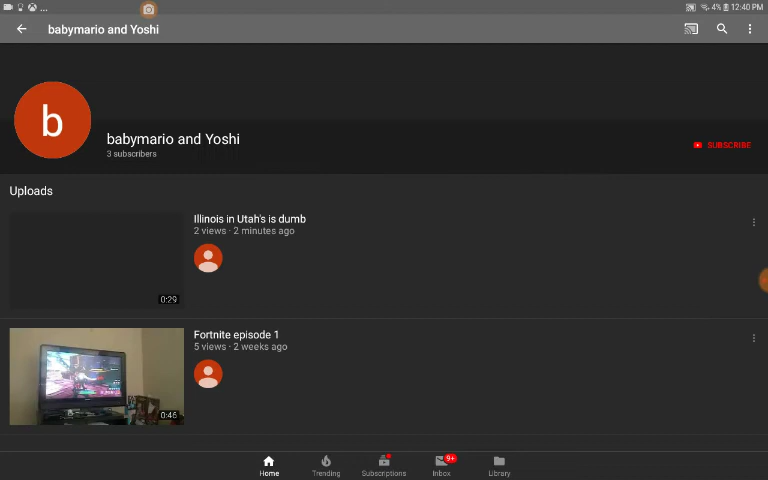 ... 4% 12:40 PM
babymario and Yoshi
b
babymario and Yoshi
3 subscribers
SUBSCRIBE
Uploads
Illinois in Utah's is dumb
2 views · 2 minutes ago
0:29
Fortnite episode 1
5 views · 2 weeks ago
0:46
9+
Home Trending Subscriptions Inbox Library